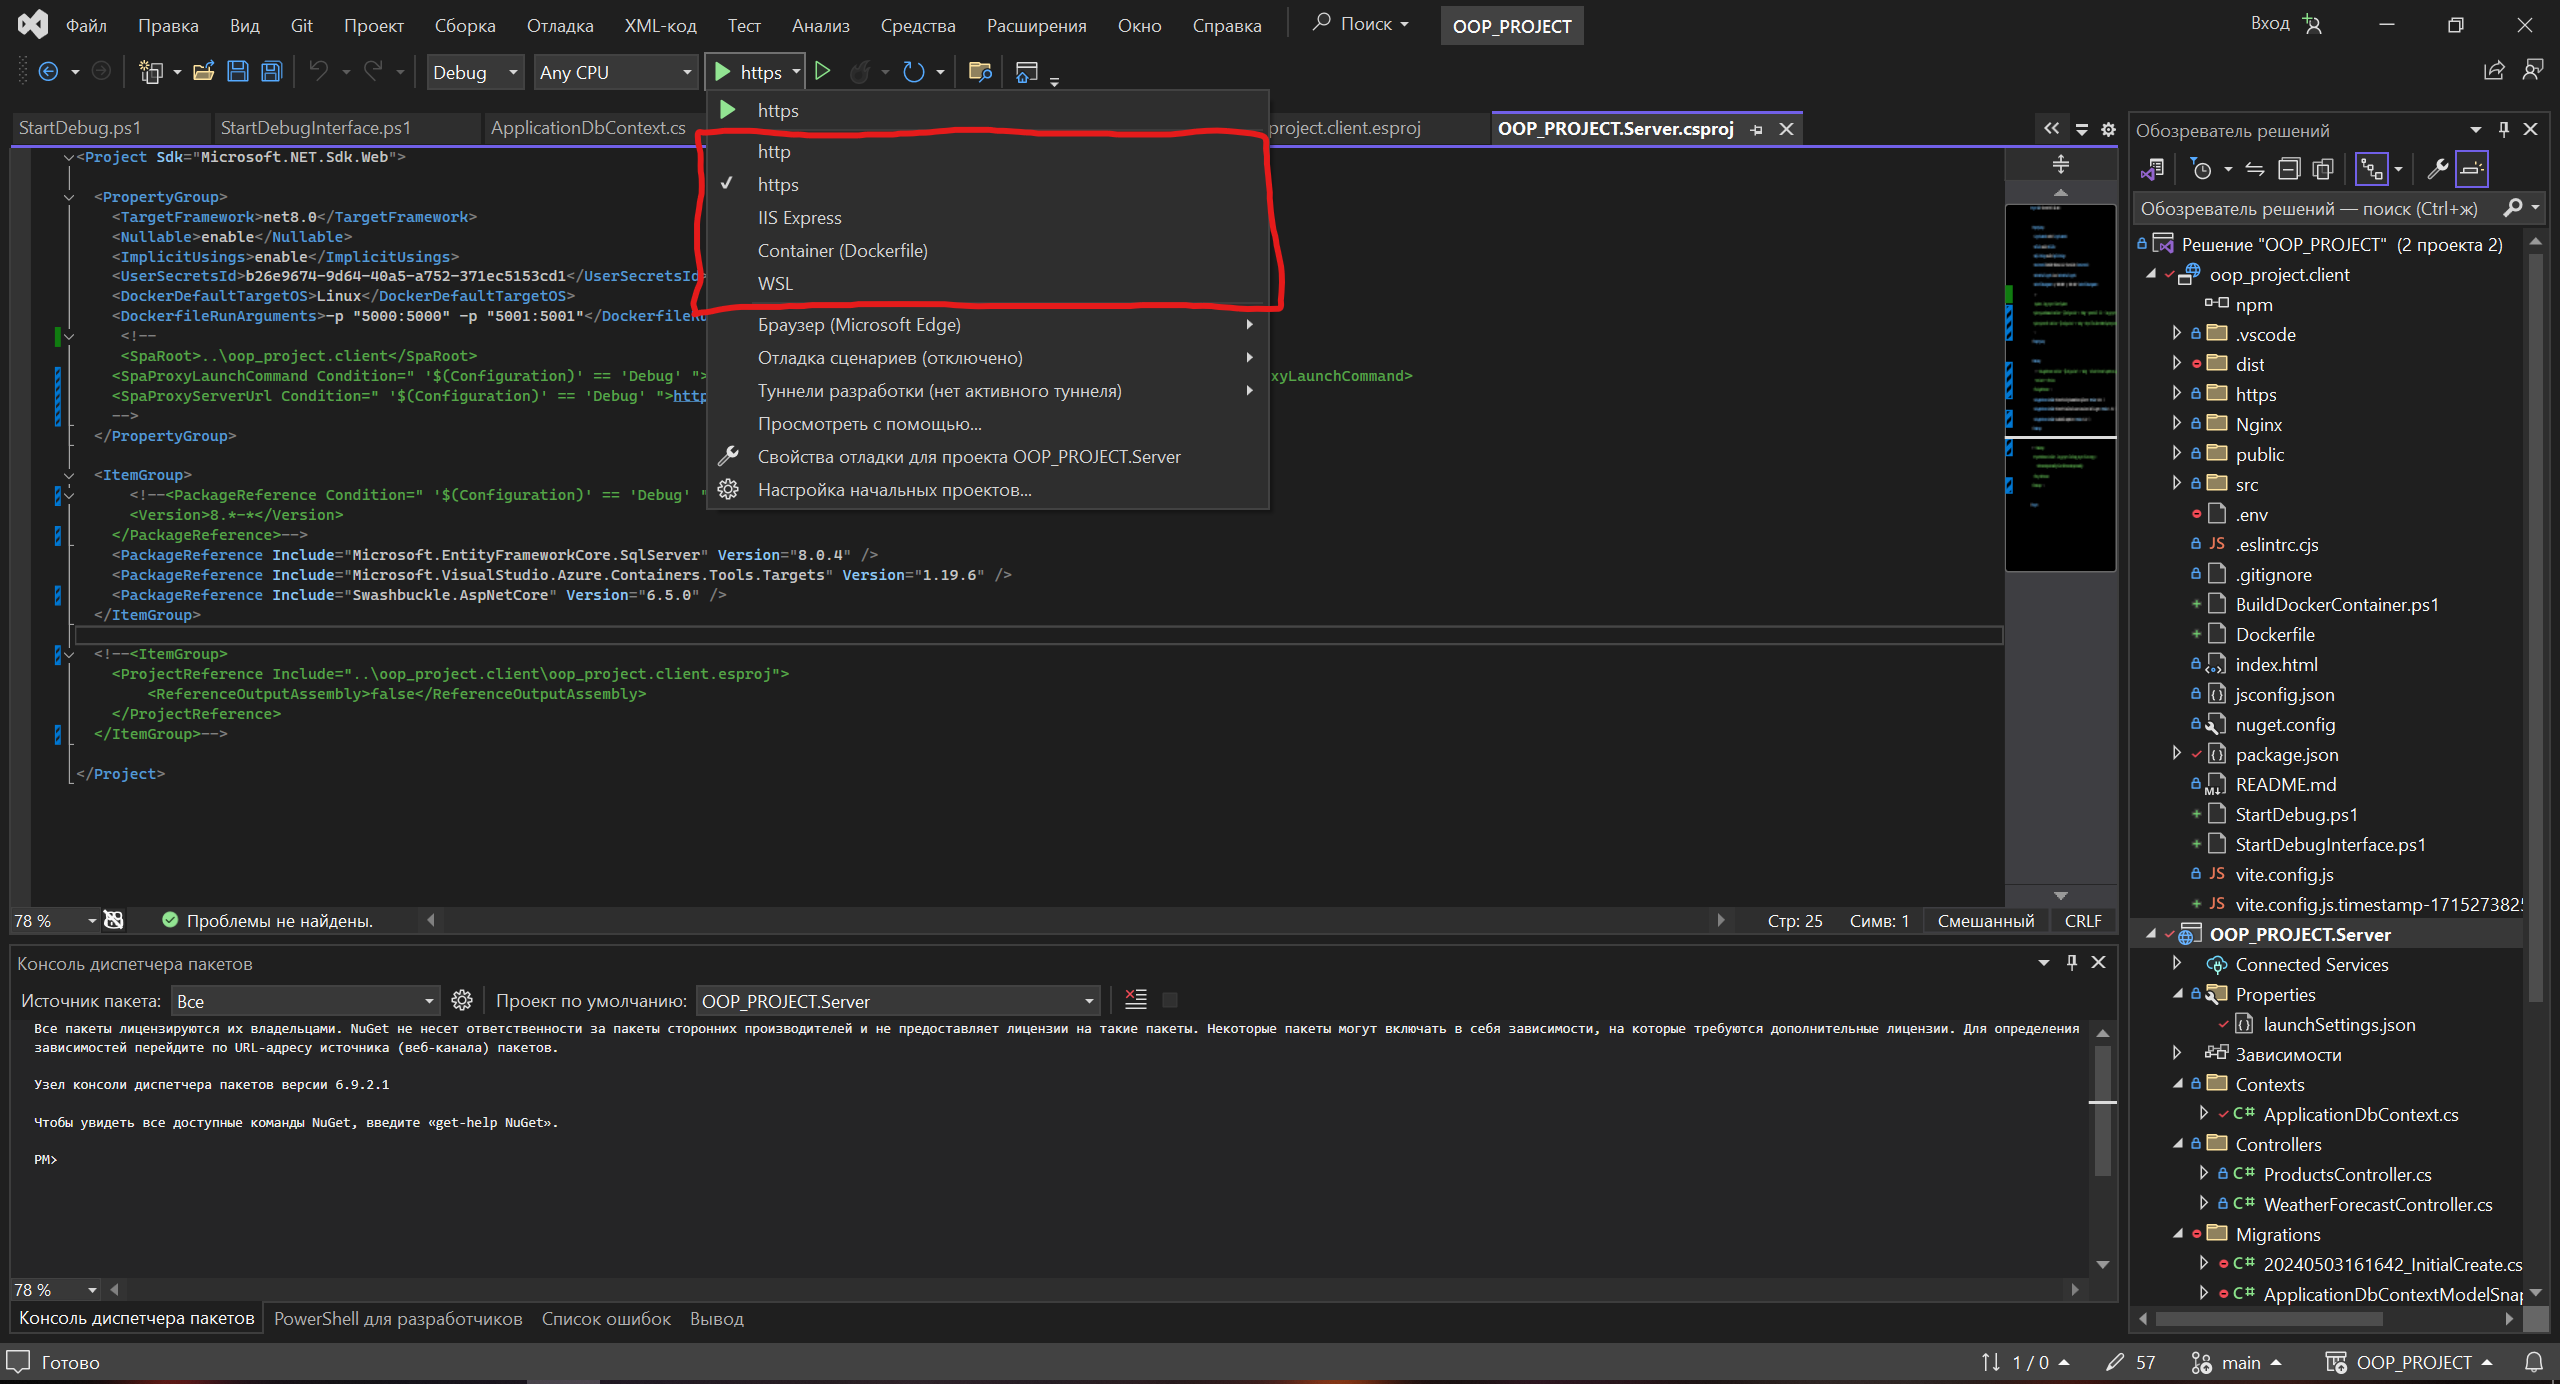 Файл Правка Вид Git Проект Сборка Отладка XML-код Тест Анализ Средства Расширения Окно Справка Поиск OOP_PROJECT Вход
Debug Any CPU https
StartDebug.ps1 StartDebugInterface.ps1 ApplicationDbContext.cs project.client.esproj OOP_PROJECT.Server.csproj
https
http
https
IIS Express
Container (Dockerfile)
WSL
Браузер (Microsoft Edge)
Отладка сценариев (отключено)
Туннели разработки (нет активного туннеля)
Просмотреть с помощью...
Свойства отладки для проекта OOP_PROJECT.Server
Настройка начальных проектов...
<Project Sdk="Microsoft.NET.Sdk.Web">
<PropertyGroup>
<TargetFramework>net8.0</TargetFramework>
<Nullable>enable</Nullable>
<ImplicitUsings>enable</ImplicitUsings>
<UserSecretsId>b26e9674-9d64-40a5-a752-371ec5153cd1</UserSecretsId>
<DockerDefaultTargetOS>Linux</DockerDefaultTargetOS>
<DockerfileRunArguments>-p "5000:5000" -p "5001:5001"</DockerfileRu
<!--
<SpaRoot>..\oop_project.client</SpaRoot>
<SpaProxyLaunchCommand Condition=" '$(Configuration)' == 'Debug' "> xyLaunchCommand>
<SpaProxyServerUrl Condition=" '$(Configuration)' == 'Debug' ">http
-->
</PropertyGroup>
<ItemGroup>
<!--<PackageReference Condition=" '$(Configuration)' == 'Debug' "
<Version>8.*-*</Version>
</PackageReference>-->
<PackageReference Include="Microsoft.EntityFrameworkCore.SqlServer" Version="8.0.4" />
<PackageReference Include="Microsoft.VisualStudio.Azure.Containers.Tools.Targets" Version="1.19.6" />
<PackageReference Include="Swashbuckle.AspNetCore" Version="6.5.0" />
</ItemGroup>
<!--<ItemGroup>
<ProjectReference Include="..\oop_project.client\oop_project.client.esproj">
<ReferenceOutputAssembly>false</ReferenceOutputAssembly>
</ProjectReference>
</ItemGroup>-->
</Project>
78 % Проблемы не найдены. Стр: 25 Симв: 1 Смешанный CRLF
Консоль диспетчера пакетов
Источник пакета: Все Проект по умолчанию: OOP_PROJECT.Server
Все пакеты лицензируются их владельцами. NuGet не несет ответственности за пакеты сторонних производителей и не предоставляет лицензии на такие пакеты. Некоторые пакеты могут включать в себя зависимости, на которые требуются дополнительные лицензии. Для определения
зависимостей перейдите по URL-адресу источника (веб-канала) пакетов.
Узел консоли диспетчера пакетов версии 6.9.2.1
Чтобы увидеть все доступные команды NuGet, введите «get-help NuGet».
PM>
78 %
Консоль диспетчера пакетов PowerShell для разработчиков Список ошибок Вывод
Обозреватель решений
Обозреватель решений — поиск (Ctrl+ж)
Решение "OOP_PROJECT" (2 проекта 2)
oop_project.client
npm
.vscode
dist
https
Nginx
public
src
.env
JS .eslintrc.cjs
.gitignore
BuildDockerContainer.ps1
Dockerfile
index.html
jsconfig.json
nuget.config
package.json
README.md
StartDebug.ps1
StartDebugInterface.ps1
JS vite.config.js
JS vite.config.js.timestamp-171527382
OOP_PROJECT.Server
Connected Services
Properties
launchSettings.json
Зависимости
Contexts
C# ApplicationDbContext.cs
Controllers
C# ProductsController.cs
C# WeatherForecastController.cs
Migrations
C# 20240503161642_InitialCreate.cs
C# ApplicationDbContextModelSnap
Готово 1 / 0 57 main OOP_PROJECT